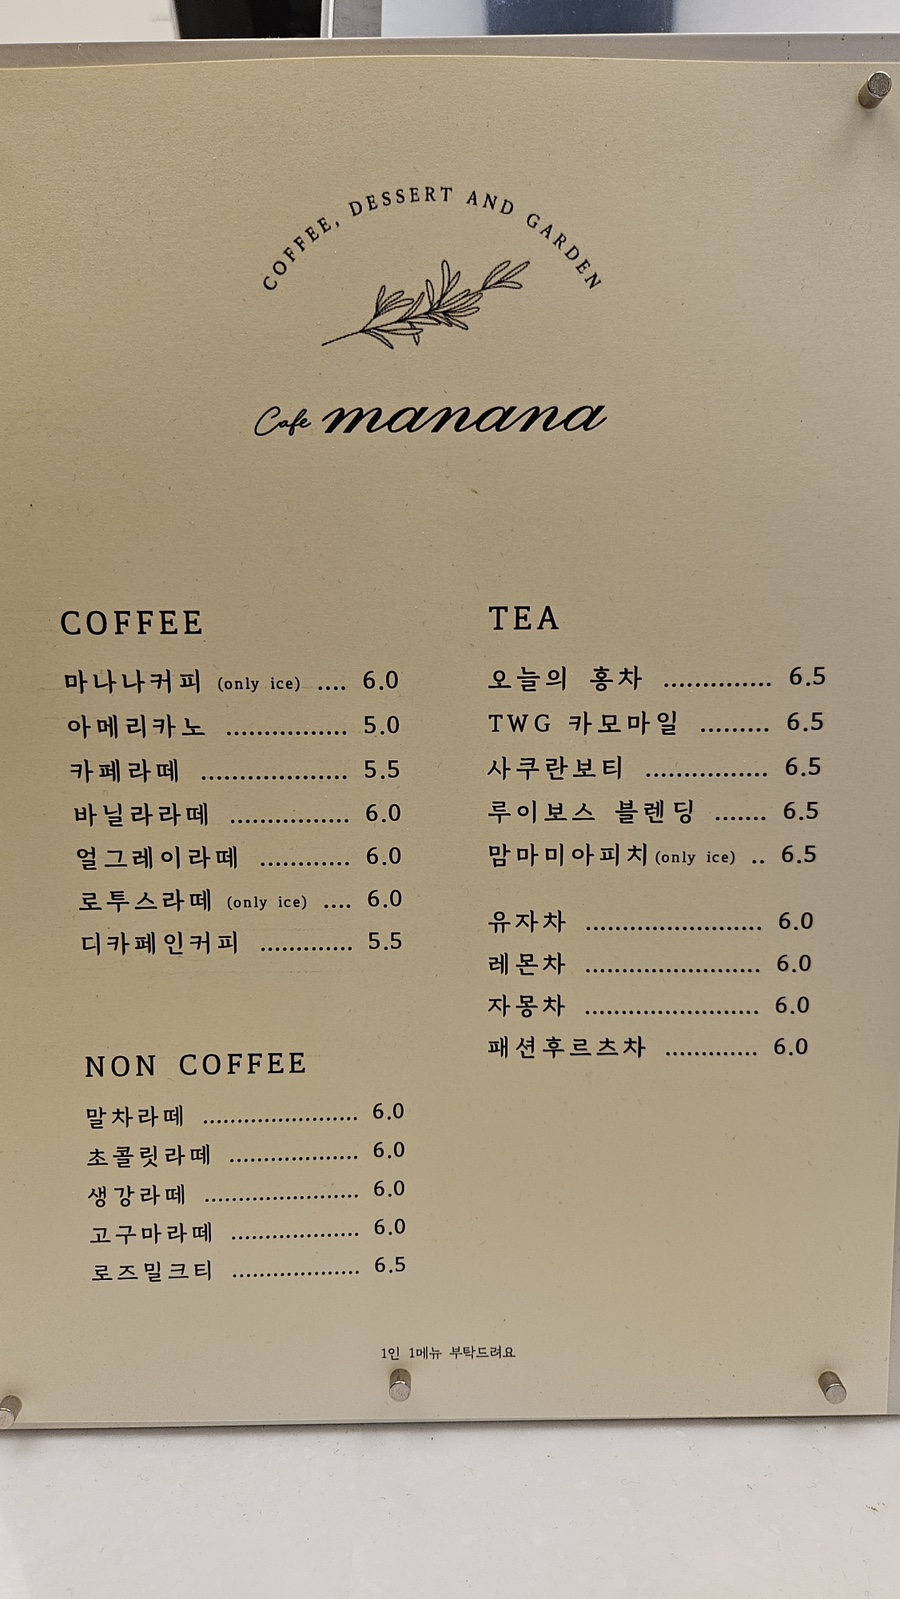 COFFEE, DESSERT AND GARDEN
Cafe manana
COFFEE
마나나커피 (only ice) .... 6.0
아메리카노 ................ 5.0
카페라떼 ................... 5.5
바닐라라떼 ................ 6.0
얼그레이라떼 ............ 6.0
로투스라떼 (only ice) .... 6.0
디카페인커피 ............ 5.5
NON COFFEE
말차라떼 ....................... 6.0
초콜릿라떼 ................... 6.0
생강라떼 ....................... 6.0
고구마라떼 ................... 6.0
로즈밀크티 ................... 6.5
TEA
오늘의 홍차 .............. 6.5
TWG 카모마일 ......... 6.5
사쿠란보티 ................ 6.5
루이보스 블렌딩 ....... 6.5
맘마미아피치(only ice) .. 6.5
유자차 ....................... 6.0
레몬차 ....................... 6.0
자몽차 ....................... 6.0
패션후르츠차 ............ 6.0
1인 1메뉴 부탁드려요